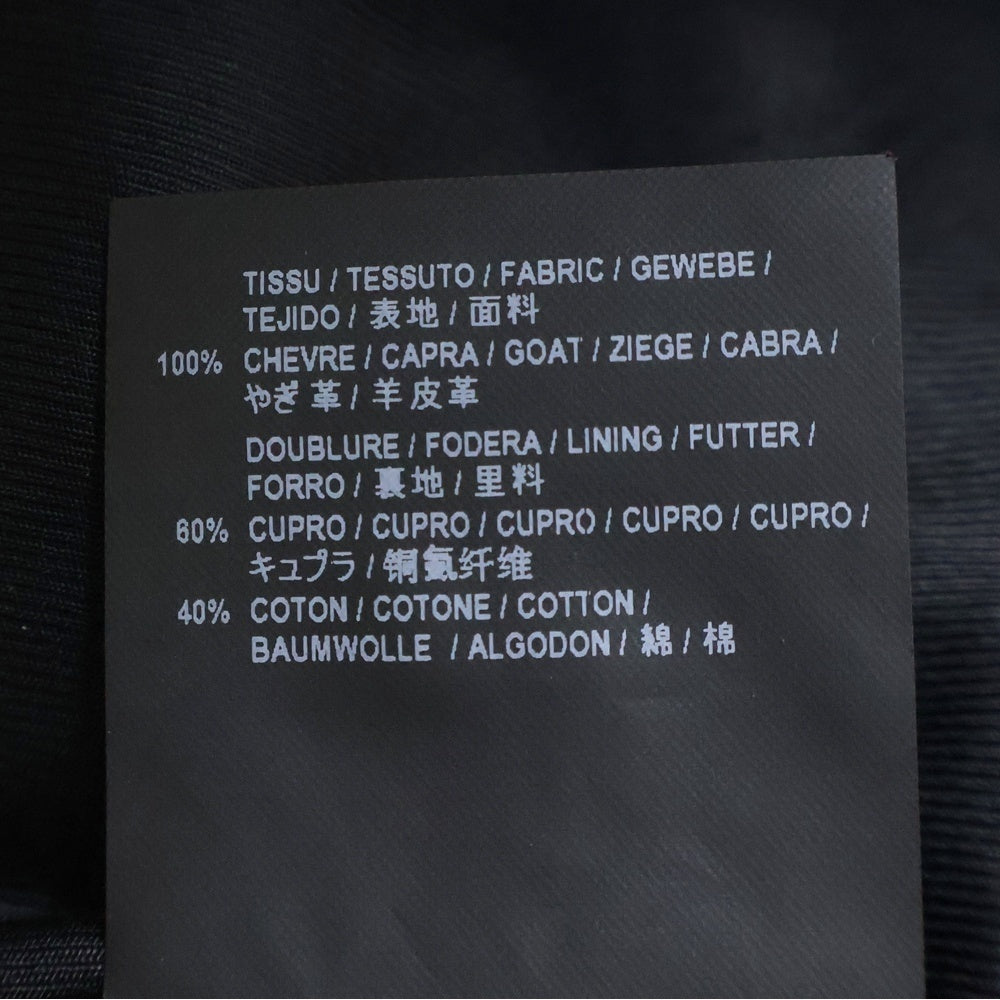 TISSU / TESSUTO / FABRIC / GEWEBE /
TEJIDO / 表地 / 面料
100% CHEVRE / CAPRA / GOAT / ZIEGE / CABRA /
やぎ革 / 羊皮革
DOUBLURE / FODERA / LINING / FUTTER /
FORRO / 裏地 / 里料
60% CUPRO / CUPRO / CUPRO / CUPRO / CUPRO /
キュプラ / 铜氨纤维
40% COTON / COTONE / COTTON /
BAUMWOLLE / ALGODON / 綿 / 棉